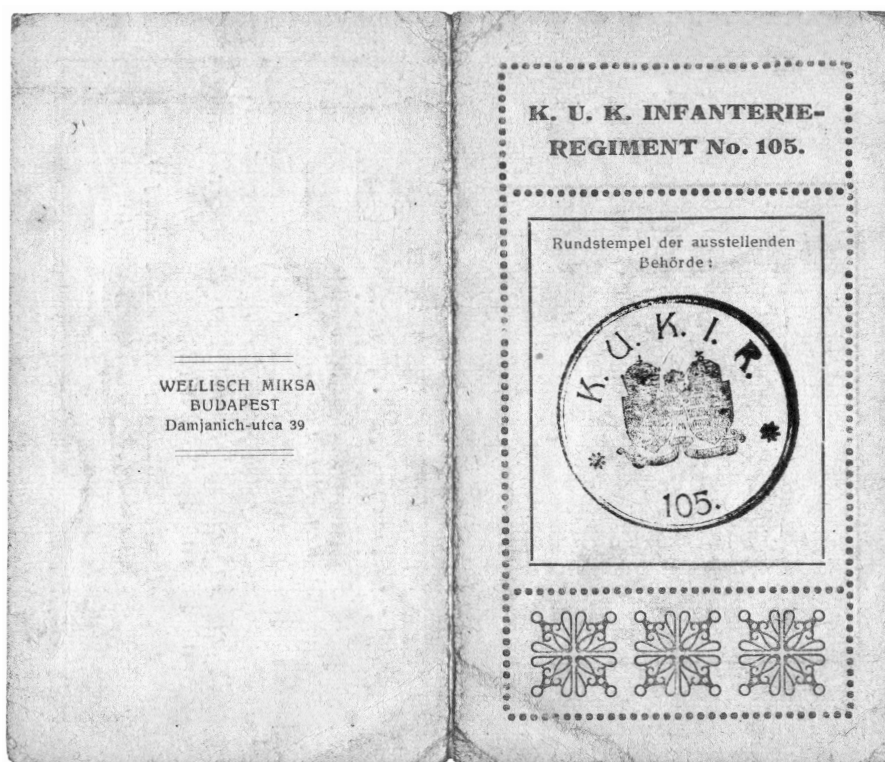 WELLISCH MIKSA
BUDAPEST
Damjanich-utca 39
K. U. K. INFANTERIE-
REGIMENT No. 105.
Rundstempel der ausstellenden
Behörde:
K. U. K. I. R.
105.